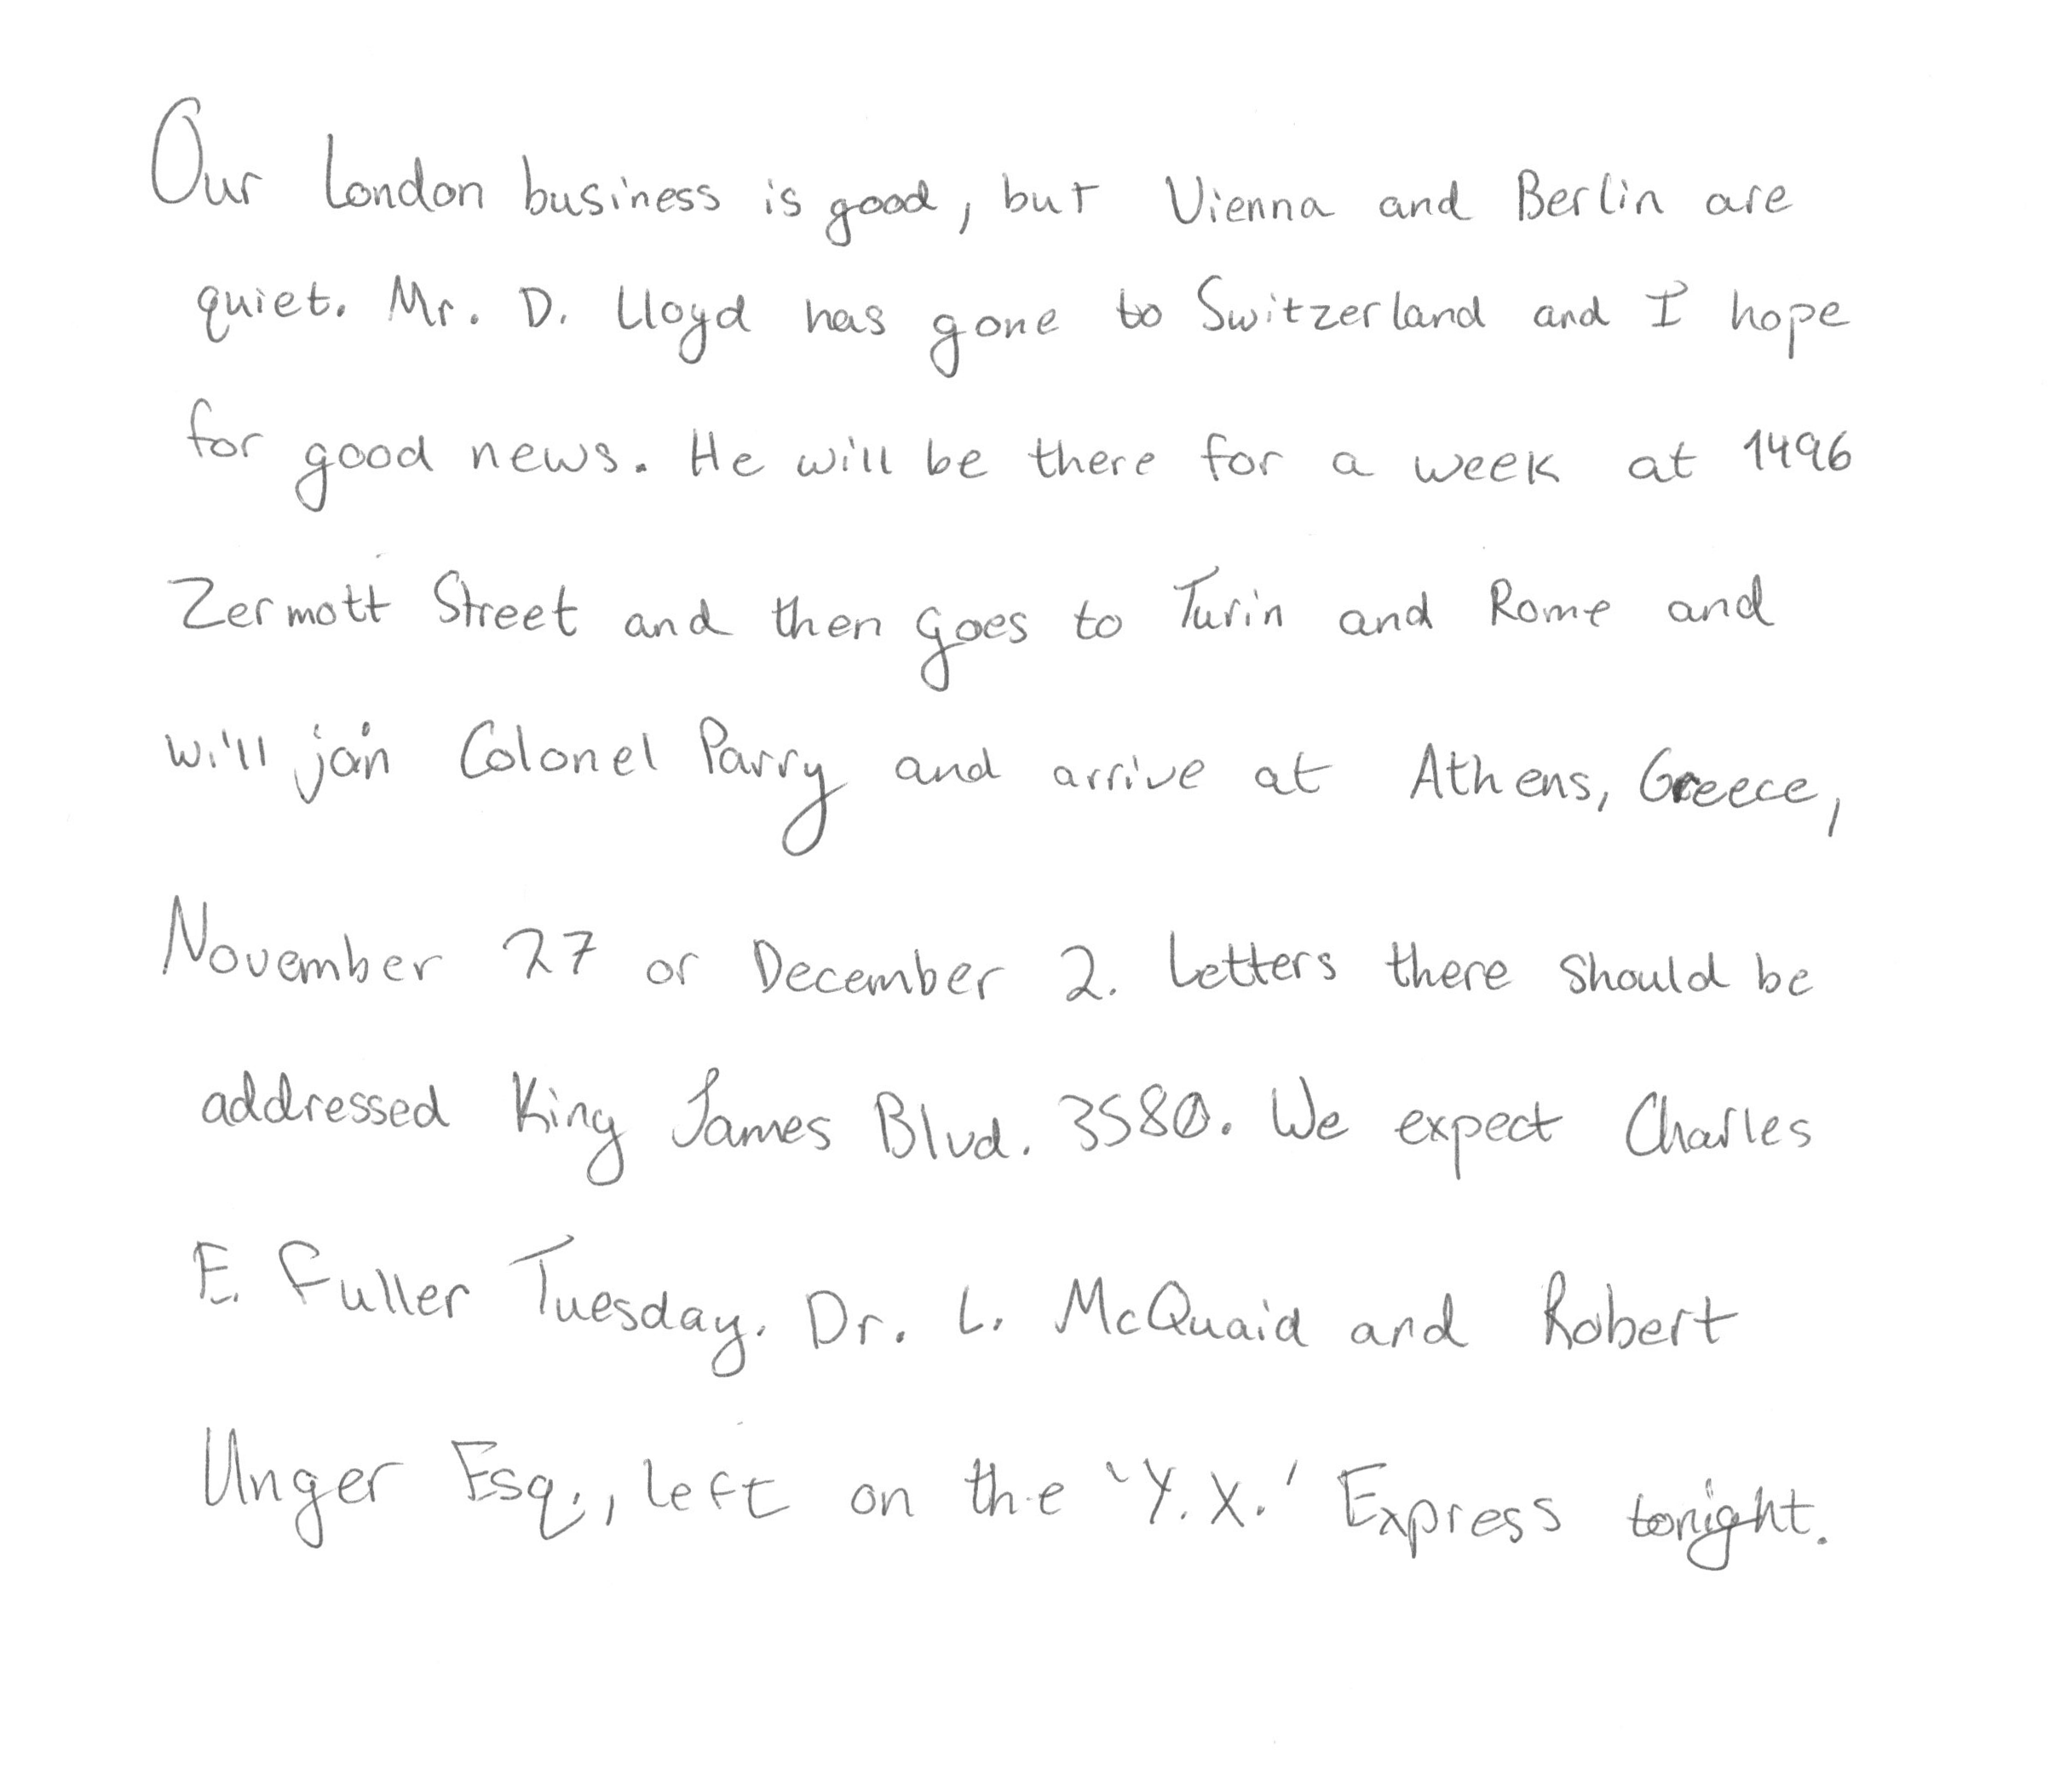 Our London business is good, but Vienna and Berlin are
quiet. Mr. D. Lloyd has gone to Switzerland and I hope
for good news. He will be there for a week at 1496
Zermott Street and then goes to Turin and Rome and
will join Colonel Parry and arrive at Athens, Greece,
November 27 or December 2. Letters there should be
addressed King James Blvd. 3580. We expect Charles
E. Fuller Tuesday. Dr. L. McQuaid and Robert
Unger Esq., left on the 'Y.X.' Express tonight.